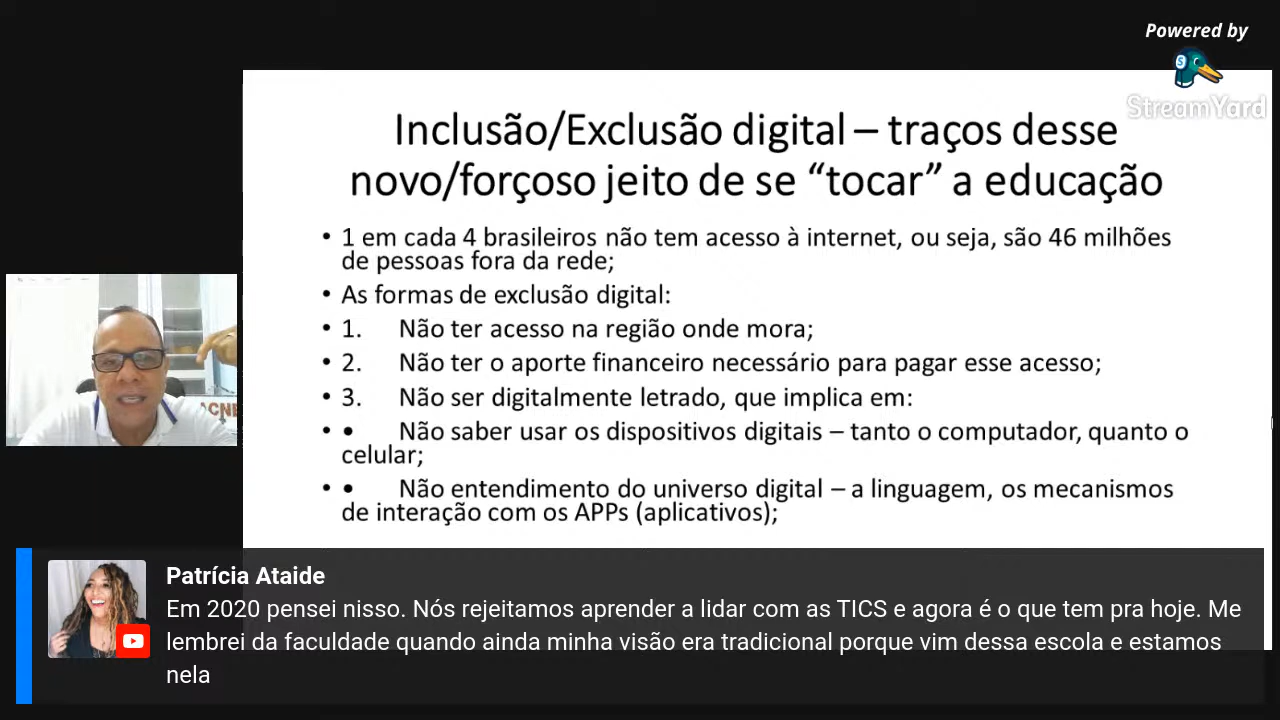 Powered by
StreamYard
Inclusão/Exclusão digital – traços desse
novo/forçoso jeito de se “tocar” a educação
• 1 em cada 4 brasileiros não tem acesso à internet, ou seja, são 46 milhões
de pessoas fora da rede;
• As formas de exclusão digital:
• 1. Não ter acesso na região onde mora;
• 2. Não ter o aporte financeiro necessário para pagar esse acesso;
• 3. Não ser digitalmente letrado, que implica em:
• • Não saber usar os dispositivos digitais – tanto o computador, quanto o
celular;
• • Não entendimento do universo digital – a linguagem, os mecanismos
de interação com os APPs (aplicativos);
Patrícia Ataide
Em 2020 pensei nisso. Nós rejeitamos aprender a lidar com as TICS e agora é o que tem pra hoje. Me
lembrei da faculdade quando ainda minha visão era tradicional porque vim dessa escola e estamos
nela